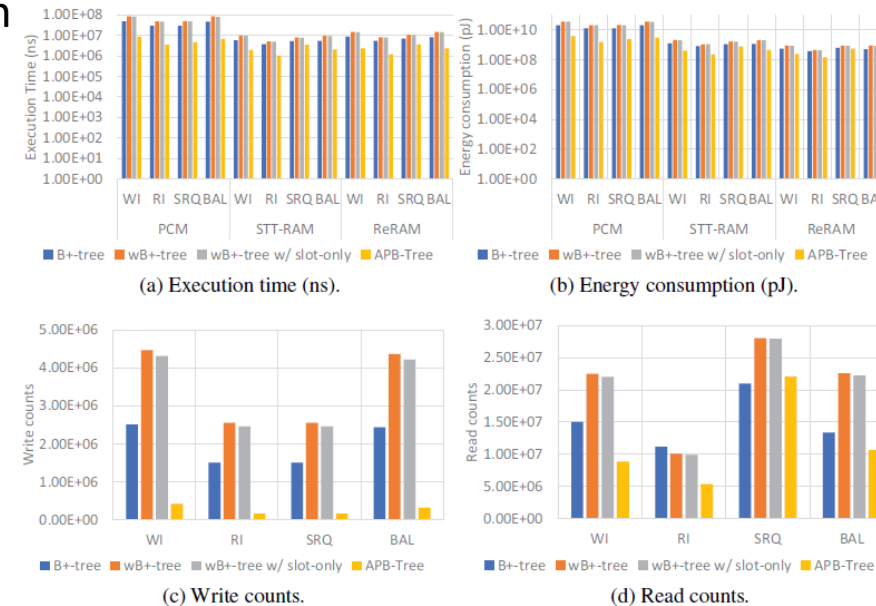 n
1.00E+08
1.00E+07
1.00E+06
1.00E+05
1.00E+04
1.00E+03
1.00E+02
1.00E+01
1.00E+00
Execution Time (ns)
WI RI SRQ BAL WI RI SRQ BAL WI RI SRQ BAL
PCM STT-RAM ReRAM
B+-tree wB+-tree wB+-tree w/ slot-only APB-Tree
(a) Execution time (ns).
1.00E+10
1.00E+08
1.00E+06
1.00E+04
1.00E+02
1.00E+00
Energy consumption (pJ)
WI RI SRQ BAL WI RI SRQ BAL WI RI SRQ BA
PCM STT-RAM ReRAM
B+-tree wB+-tree wB+-tree w/ slot-only APB-Tree
(b) Energy consumption (pJ).
5.00E+06
4.00E+06
3.00E+06
2.00E+06
1.00E+06
0.00E+00
Write counts
WI RI SRQ BAL
B+-tree wB+-tree wB+-tree w/ slot-only APB-Tree
(c) Write counts.
3.00E+07
2.50E+07
2.00E+07
1.50E+07
1.00E+07
5.00E+06
0.00E+00
Read counts
WI RI SRQ BAL
B+-tree wB+-tree wB+-tree w/ slot-only APB-Tree
(d) Read counts.